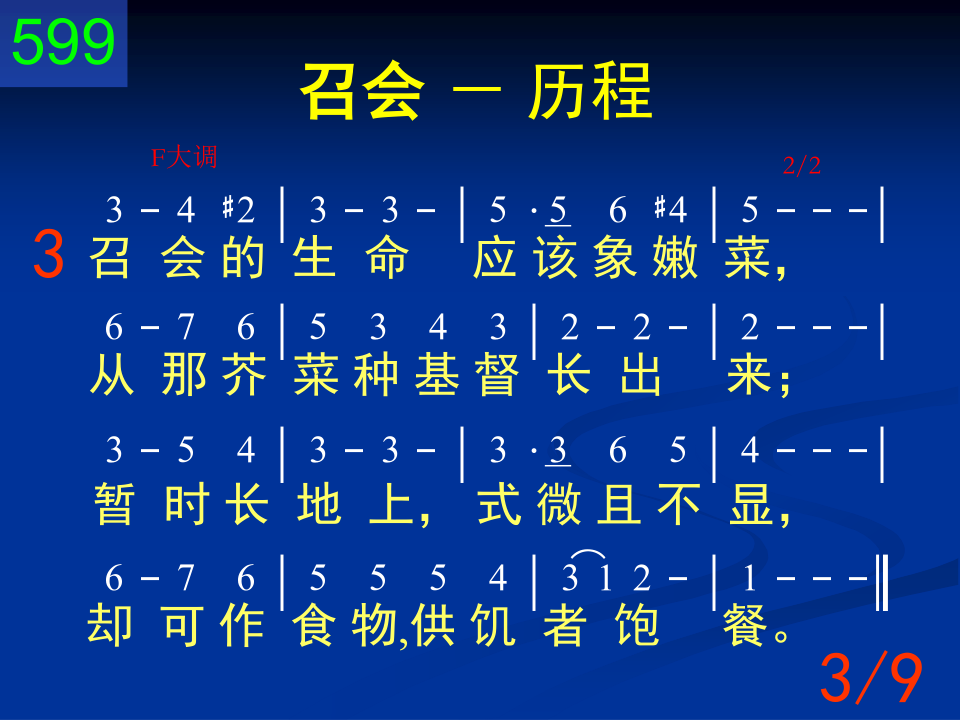 599
召会 － 历程
F大调 2/2
3 – 4 #2 | 3 – 3 – | 5 · 5 6 #4 | 5 – – – |
3 召会的生命 应该象嫩菜，
6 – 7 6 | 5 3 4 3 | 2 – 2 – | 2 – – – |
从那芥菜种基督长出来；
3 – 5 4 | 3 – 3 – | 3 · 3 6 5 | 4 – – – |
暂时长地上，式微且不显，
6 – 7 6 | 5 5 5 4 | 3 1 2 – | 1 – – – ‖
却可作食物,供饥者饱餐。
3/9